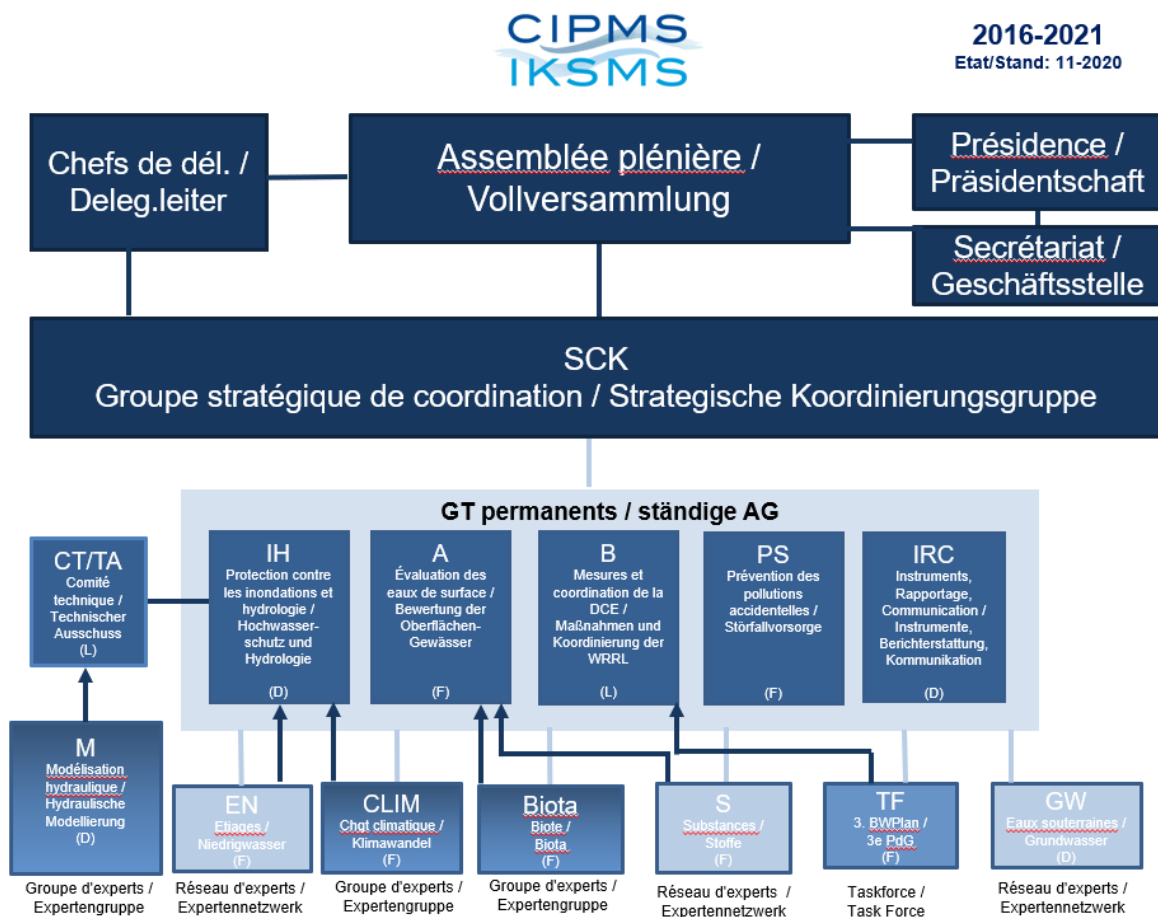 CIPMS
IKSMS
2016-2021
Etat/Stand: 11-2020
Chefs de dél. /
Deleg.leiter
Assemblée plénière /
Vollversammlung
Présidence /
Präsidentschaft
Secrétariat /
Geschäftsstelle
SCK
Groupe stratégique de coordination / Strategische Koordinierungsgruppe
GT permanents / ständige AG
CT/TA
Comité
technique /
Technischer
Ausschuss
(L)
IH
Protection contre
les inondations et
hydrologie /
Hochwasser-
schutz und
Hydrologie
(D)
A
Évaluation des
eaux de surface /
Bewertung der
Oberflächen-
Gewässer
(F)
B
Mesures et
coordination de la
DCE /
Maßnahmen und
Koordinierung der
WRRL
(L)
PS
Prévention des
pollutions
accidentelles /
Störfallvorsorge
(F)
IRC
Instruments,
Rapportage,
Communication /
Instrumente,
Berichterstattung,
Kommunikation
(D)
M
Modélisation
hydraulique /
Hydraulische
Modellierung
(D)
Groupe d'experts /
Expertengruppe
EN
Etiages /
Niedrigwasser
(F)
Réseau d'experts /
Expertennetzwerk
CLIM
Chgt climatique /
Klimawandel
(F)
Groupe d'experts /
Expertengruppe
Biota
Biote /
Biota
(F)
Groupe d'experts /
Expertengruppe
S
Substances /
Stoffe
(F)
Réseau d'experts /
Expertennetzwerk
TF
3. BWPlan /
3e PdG
(F)
Taskforce /
Task Force
GW
Eaux souterraines /
Grundwasser
(D)
Réseau d'experts /
Expertennetzwerk